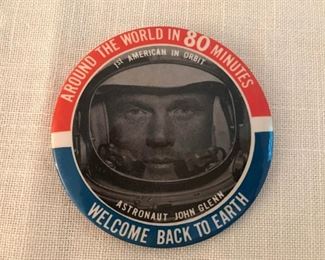 AROUND THE WORLD IN 80 MINUTES
1ST AMERICAN IN ORBIT
ASTRONAUT JOHN GLENN
WELCOME BACK TO EARTH